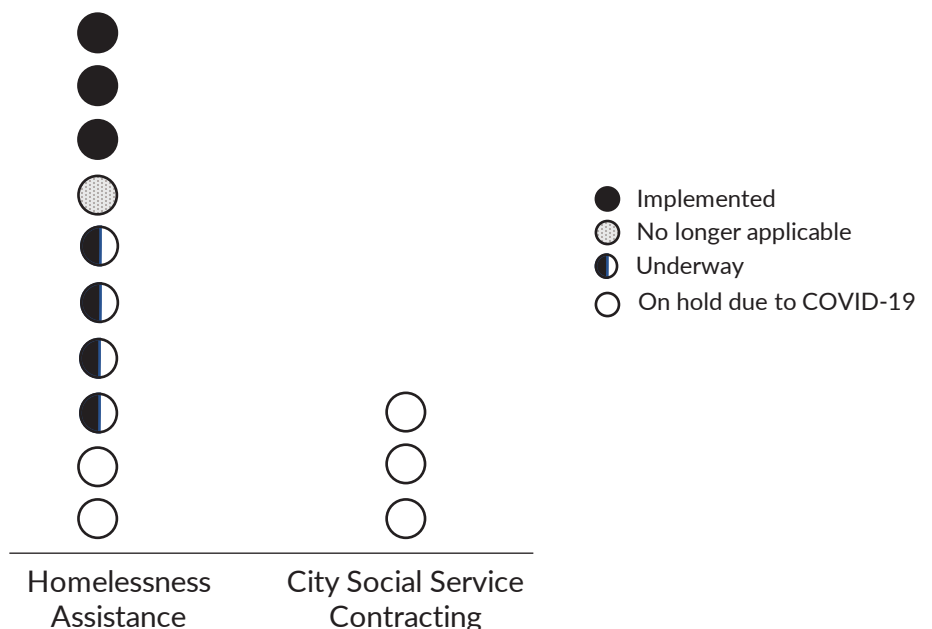 Implemented
No longer applicable
Underway
On hold due to COVID-19
Homelessness
Assistance
City Social Service
Contracting